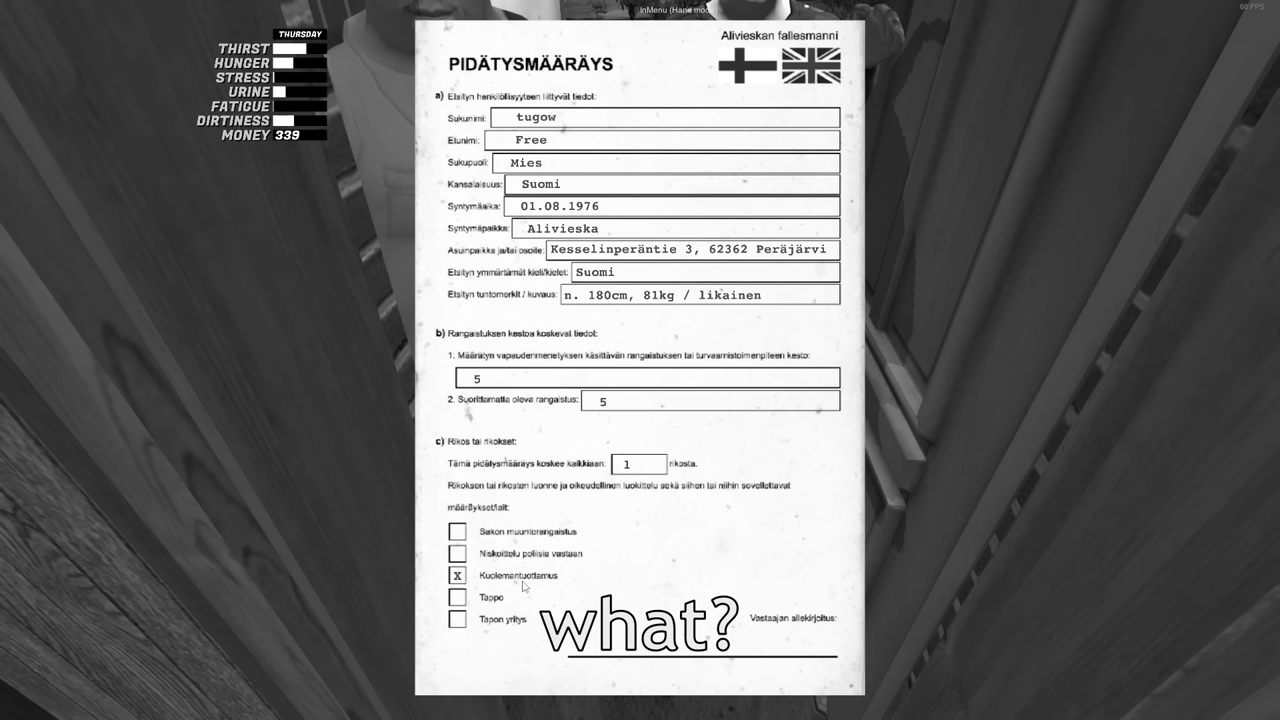 InMenu (Hand mode)
60 FPS
THURSDAY
THIRST
HUNGER
STRESS
URINE
FATIGUE
DIRTINESS
MONEY 339
Alivieskan fallesmanni
PIDÄTYSMÄÄRÄYS
a) Etsityn henkilöllisyyteen liittyvät tiedot:
Sukunimi: tugow
Etunimi: Free
Sukupuoli: Mies
Kansalaisuus: Suomi
Syntymäaika: 01.08.1976
Syntymäpaikka: Alivieska
Asuinpaikka ja/tai osoite: Kesselinperäntie 3, 62362 Peräjärvi
Etsityn ymmärtämät kieli/kielet: Suomi
Etsityn tuntomerkit / kuvaus: n. 180cm, 81kg / likainen
b) Rangaistuksen kestoa koskevat tiedot:
1. Määrätyn vapaudenmenetyksen käsittävän rangaistuksen tai turvaamistoimenpiteen kesto:
5
2. Suorittamatta oleva rangaistus: 5
c) Rikos tai rikokset:
Tämä pidätysmääräys koskee kaikkiaan: 1 rikosta.
Rikoksen tai rikosten luonne ja oikeudellinen luokittelu sekä siihen tai niihin sovellettavat
määräykset/lait:
Sakon muuntorangaistus
Niskoittelu poliisia vastaan
X Kuolemantuottamus
Tappo
Tapon yritys
what?
Vastaajan allekirjoitus: